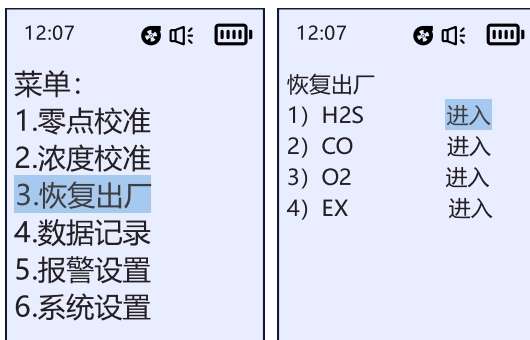 12:07
菜单：
1.零点校准
2.浓度校准
3.恢复出厂
4.数据记录
5.报警设置
6.系统设置
12:07
恢复出厂
1）H2S 进入
2）CO 进入
3）O2 进入
4）EX 进入